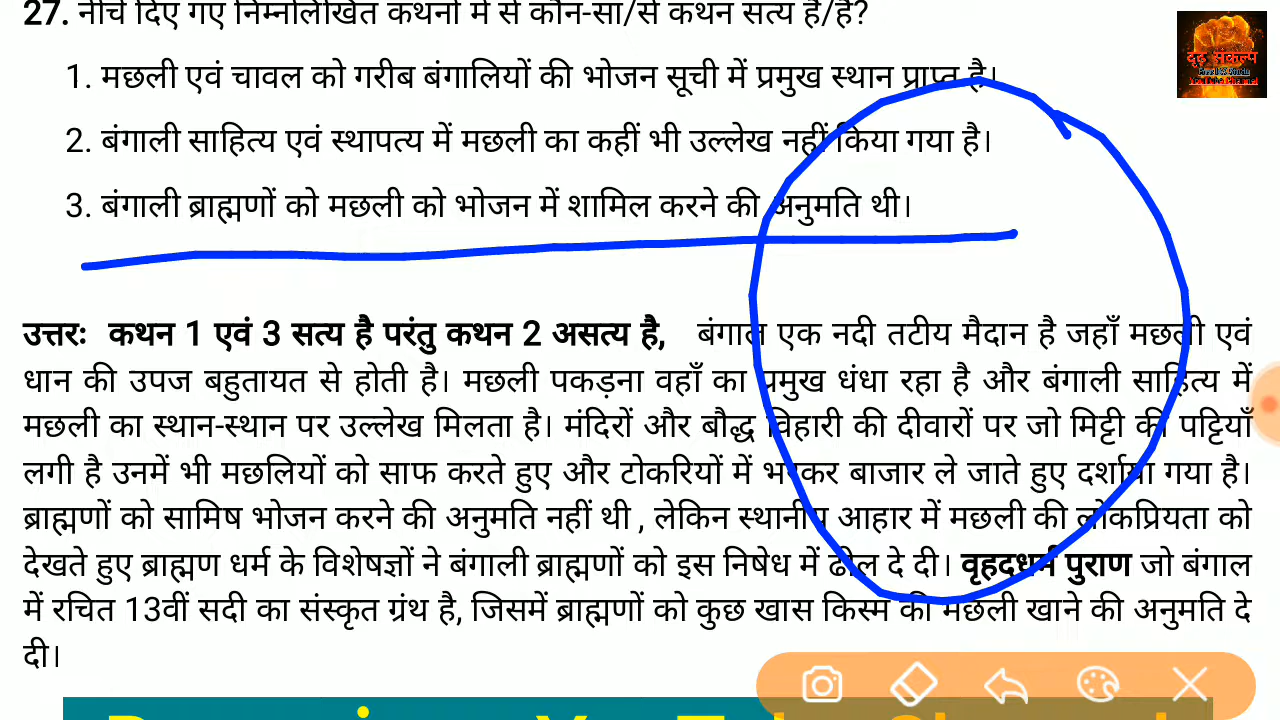 27. नीचे दिए गए निम्नलिखित कथनों में से कौन-सा/से कथन सत्य है/हैं?
1. मछली एवं चावल को गरीब बंगालियों की भोजन सूची में प्रमुख स्थान प्राप्त है।
2. बंगाली साहित्य एवं स्थापत्य में मछली का कहीं भी उल्लेख नहीं किया गया है।
3. बंगाली ब्राह्मणों को मछली को भोजन में शामिल करने की अनुमति थी।
उत्तरः कथन 1 एवं 3 सत्य है परंतु कथन 2 असत्य है, बंगाल एक नदी तटीय मैदान है जहाँ मछली एवं
धान की उपज बहुतायत से होती है। मछली पकड़ना वहाँ का प्रमुख धंधा रहा है और बंगाली साहित्य में
मछली का स्थान-स्थान पर उल्लेख मिलता है। मंदिरों और बौद्ध विहारी की दीवारों पर जो मिट्टी की पट्टियाँ
लगी है उनमें भी मछलियों को साफ करते हुए और टोकरियों में भरकर बाजार ले जाते हुए दर्शाया गया है।
ब्राह्मणों को सामिष भोजन करने की अनुमति नहीं थी , लेकिन स्थानीय आहार में मछली की लोकप्रियता को
देखते हुए ब्राह्मण धर्म के विशेषज्ञों ने बंगाली ब्राह्मणों को इस निषेध में ढील दे दी। वृहदधर्म पुराण जो बंगाल
में रचित 13वीं सदी का संस्कृत ग्रंथ है, जिसमें ब्राह्मणों को कुछ खास किस्म की मछली खाने की अनुमति दे
दी।
दृढ़ संकल्प